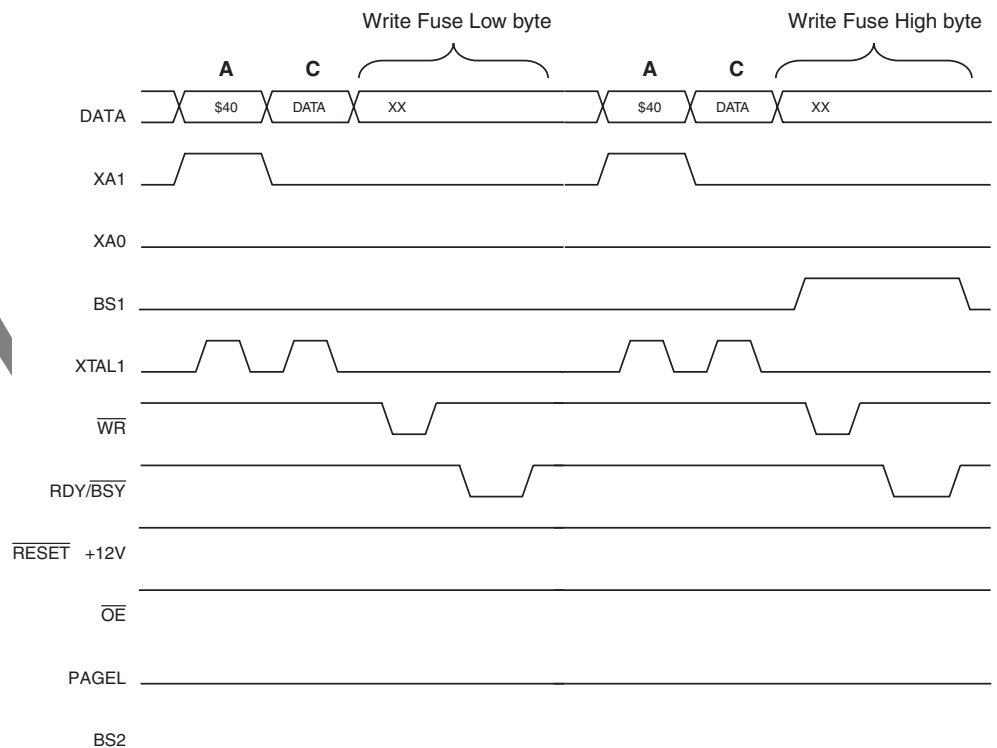 Write Fuse Low byte Write Fuse High byte
A C A C
DATA $40 DATA XX $40 DATA XX
XA1
XA0
BS1
XTAL1
WR
RDY/BSY
RESET +12V
OE
PAGEL
BS2